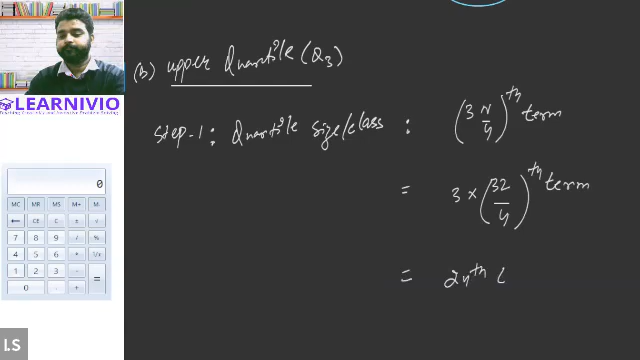 (b) Upper Quartile (Q3)
LEARNIVIO
Step-1: Quartile size/class : (3 N/4)th term
= 3 × (32/4)th term
= 24th (
0
MC MR MS M+ M-
← CE C ± √
7 8 9 / %
4 5 6 * 1/x
1 2 3 - =
0 . +
I.S